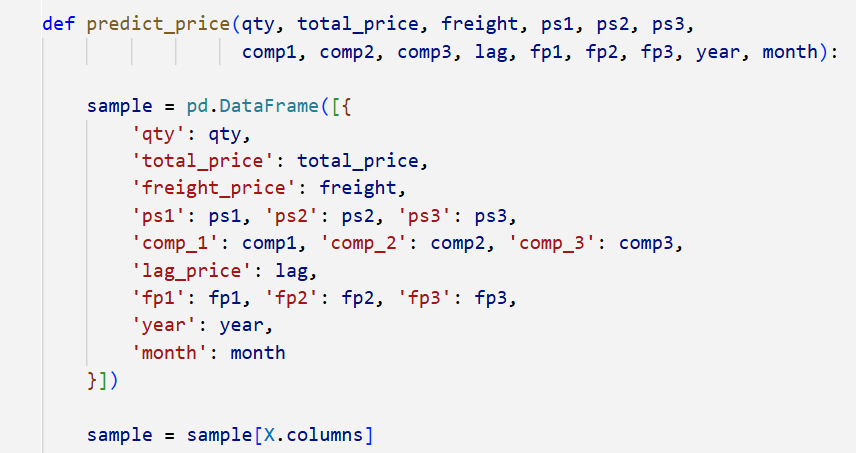 def predict_price(qty, total_price, freight, ps1, ps2, ps3,
                  comp1, comp2, comp3, lag, fp1, fp2, fp3, year, month):

    sample = pd.DataFrame([{
        'qty': qty,
        'total_price': total_price,
        'freight_price': freight,
        'ps1': ps1, 'ps2': ps2, 'ps3': ps3,
        'comp_1': comp1, 'comp_2': comp2, 'comp_3': comp3,
        'lag_price': lag,
        'fp1': fp1, 'fp2': fp2, 'fp3': fp3,
        'year': year,
        'month': month
    }])

    sample = sample[X.columns]